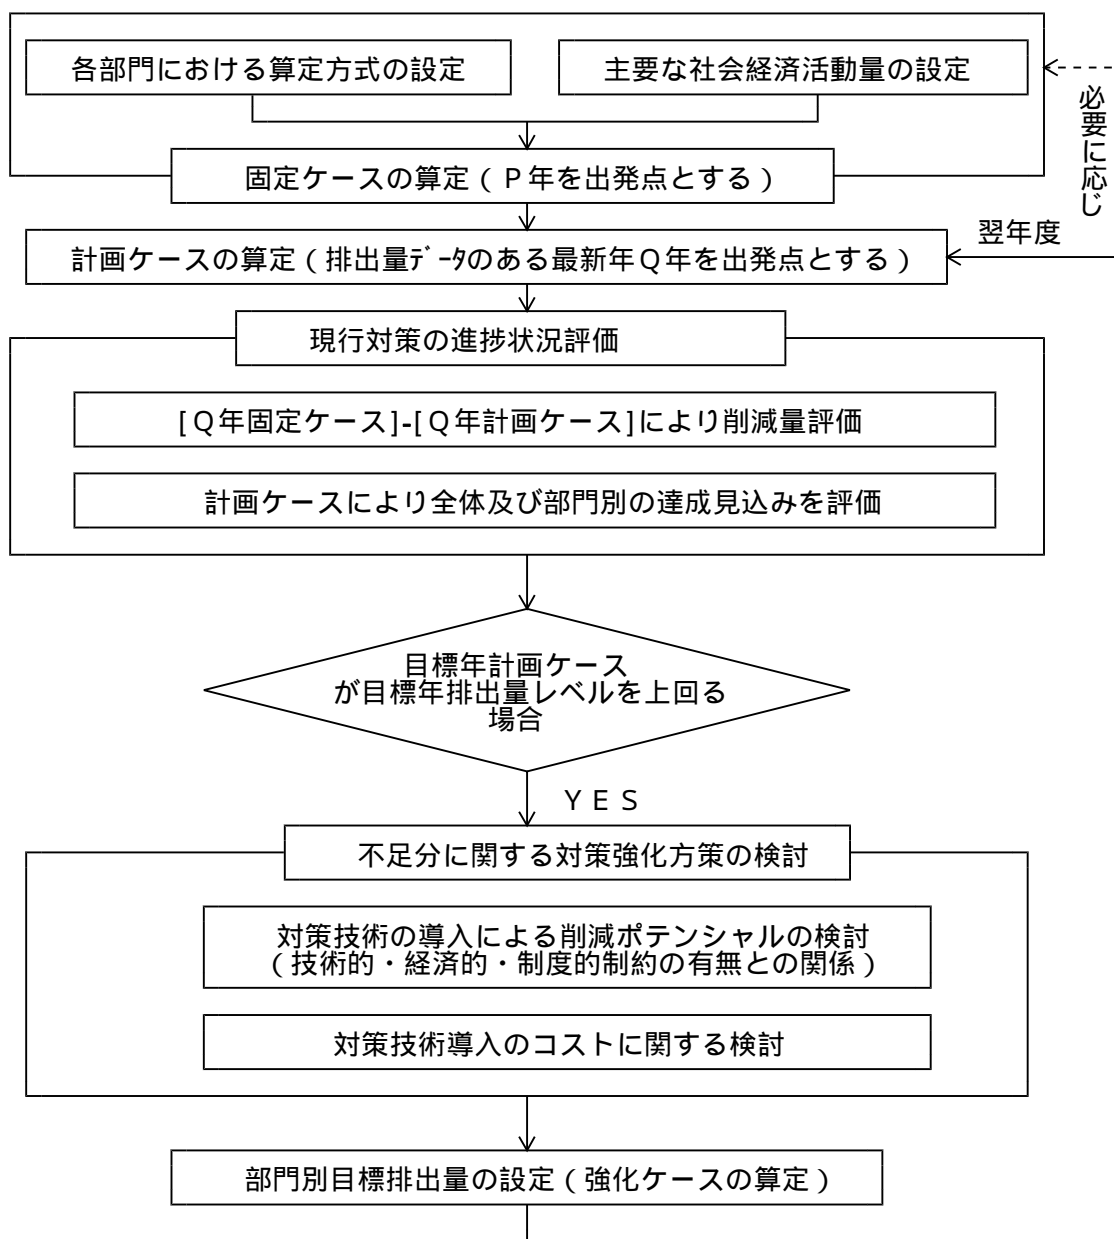 各部門における算定方式の設定
主要な社会経済活動量の設定
必要に応じ
固定ケースの算定(P年を出発点とする)
翌年度
計画ケースの算定(排出量ﾃﾞｰﾀのある最新年Q年を出発点とする)
現行対策の進捗状況評価
[Q年固定ケース]-[Q年計画ケース]により削減量評価
計画ケースにより全体及び部門別の達成見込みを評価
目標年計画ケース
が目標年排出量レベルを上回る
場合
YES
不足分に関する対策強化方策の検討
対策技術の導入による削減ポテンシャルの検討
(技術的・経済的・制度的制約の有無との関係)
対策技術導入のコストに関する検討
部門別目標排出量の設定(強化ケースの算定)